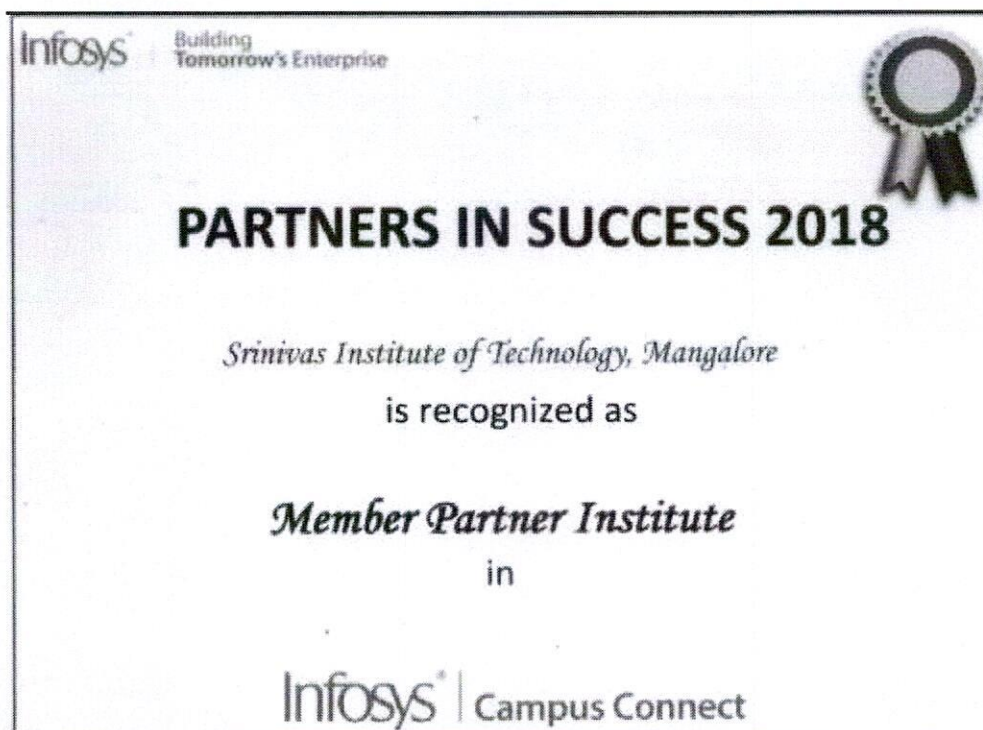 Infosys®
Building
Tomorrow's Enterprise
PARTNERS IN SUCCESS 2018
Srinivas Institute of Technology, Mangalore
is recognized as
Member Partner Institute
in
Infosys® | Campus Connect